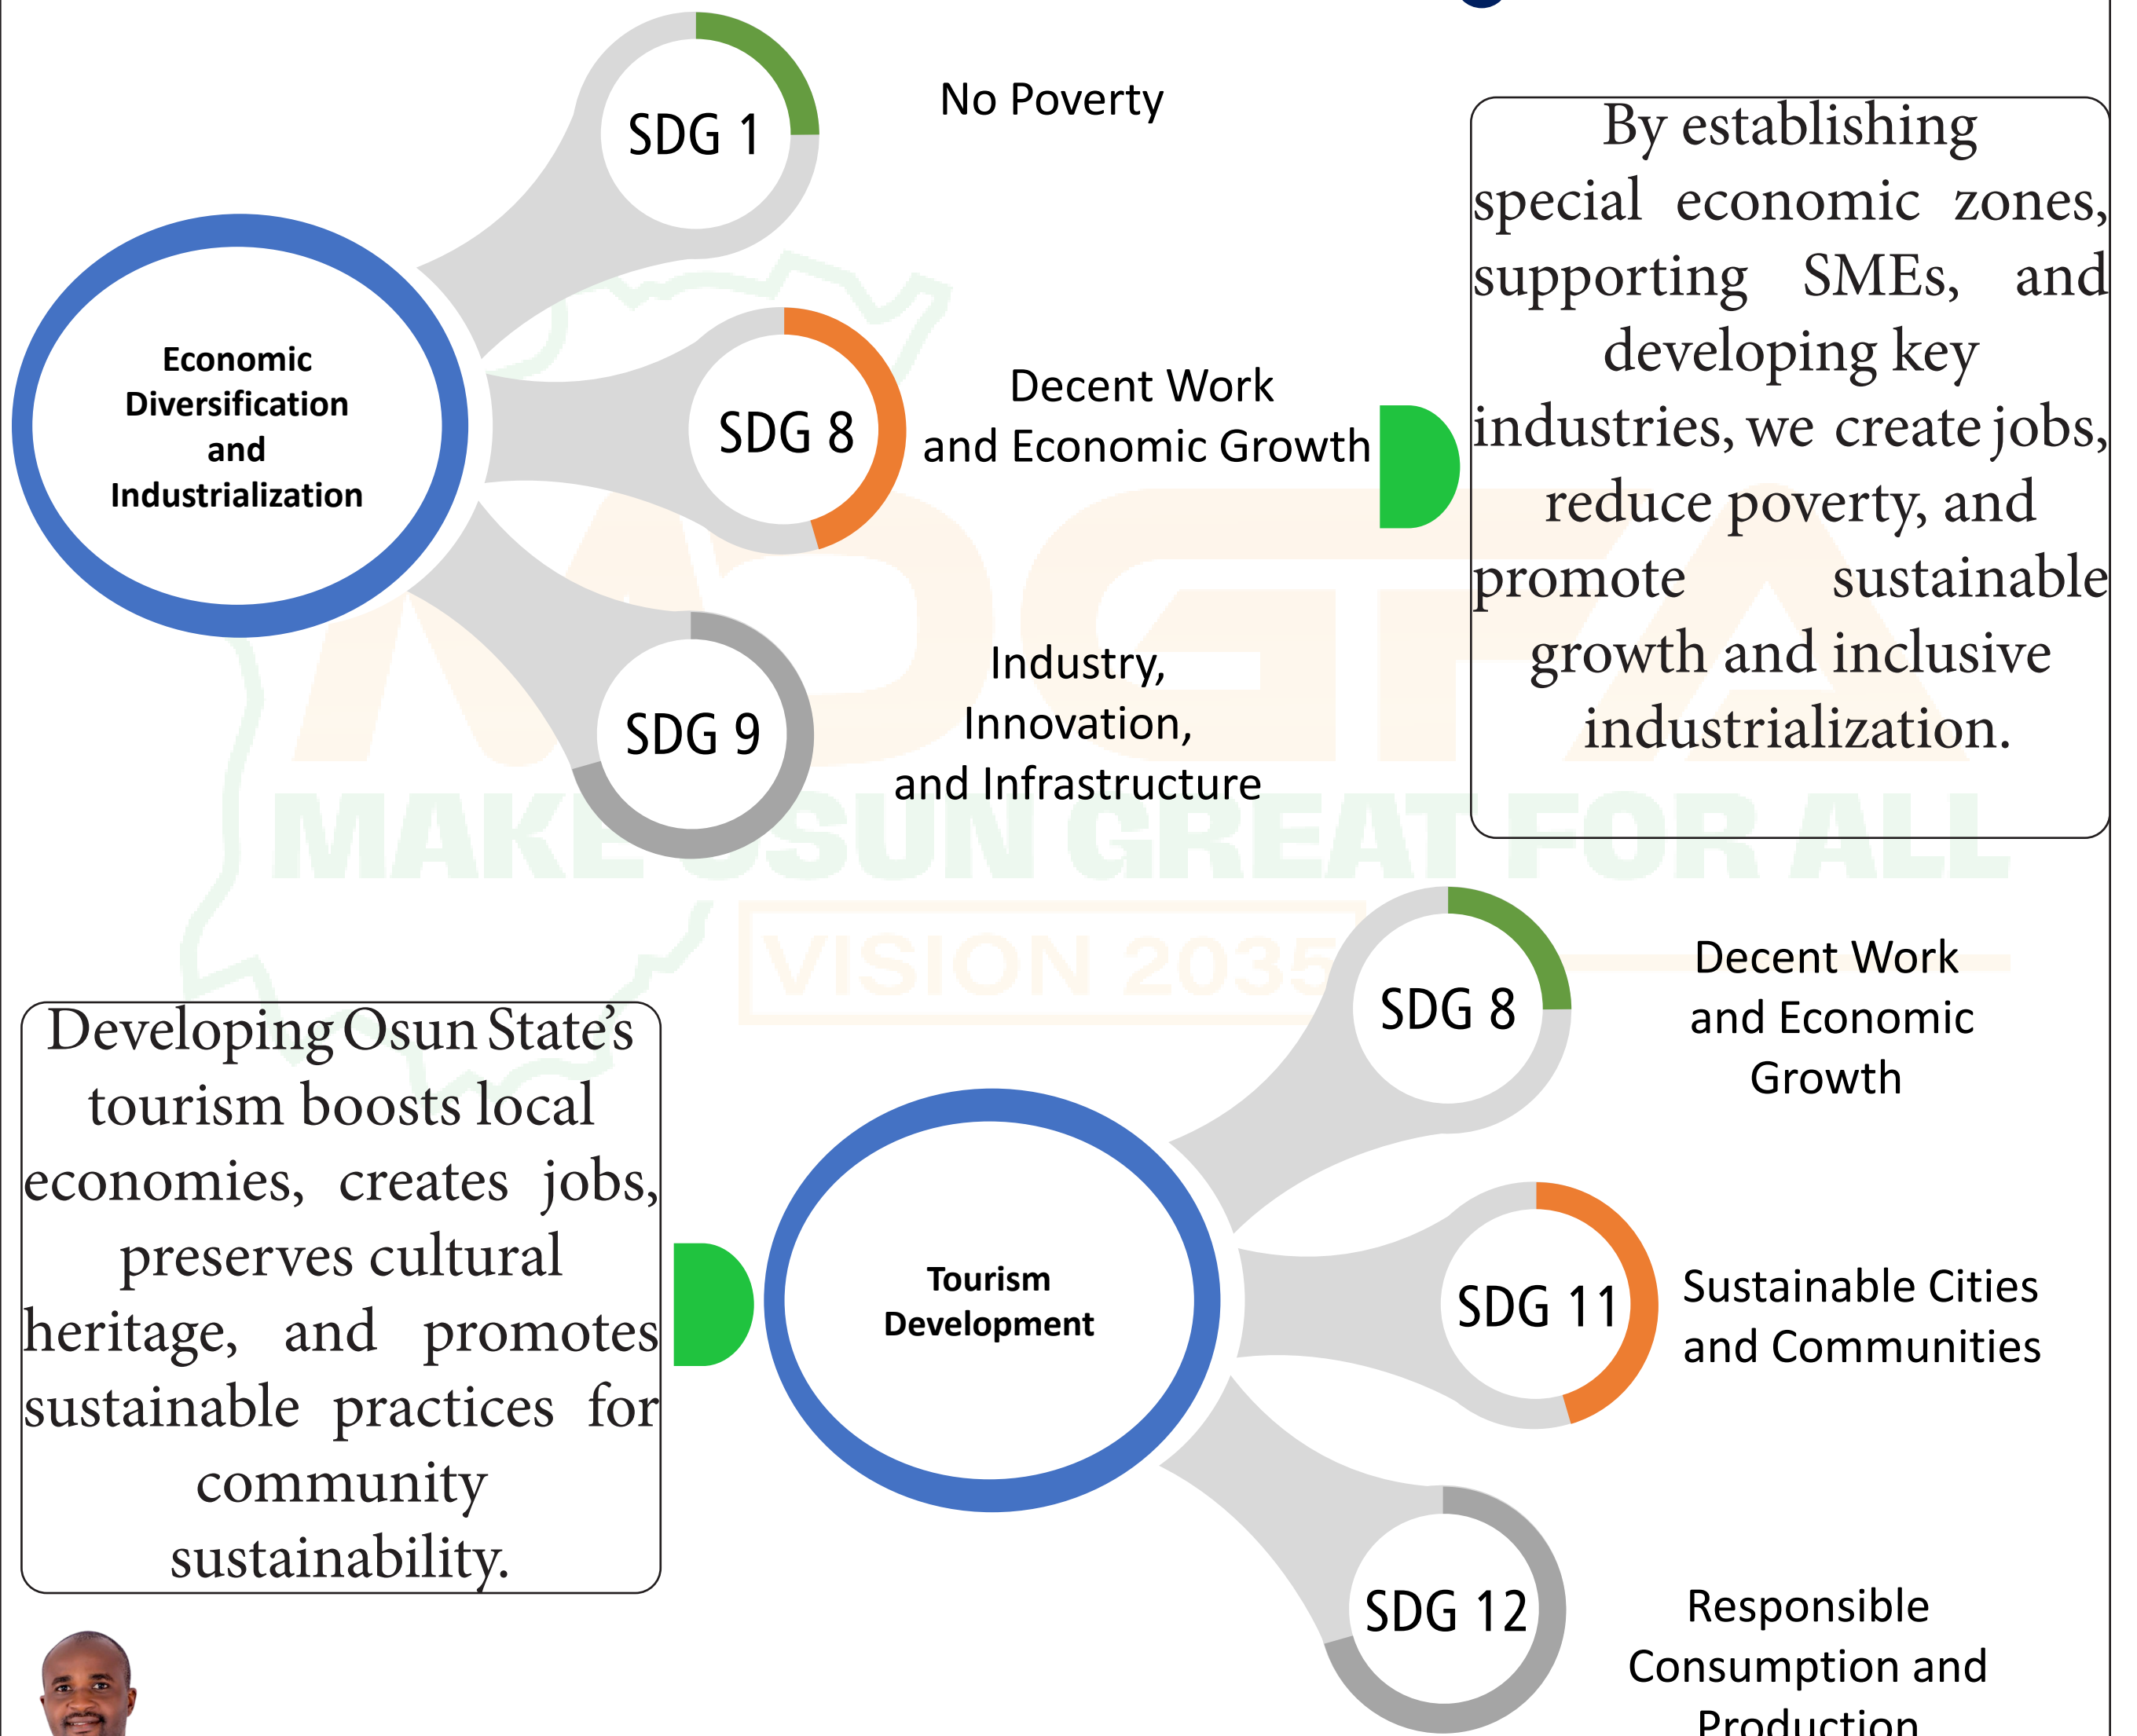 SDG 1
No Poverty
Economic
Diversification
and
Industrialization
SDG 8
Decent Work
and Economic Growth
SDG 9
Industry,
Innovation,
and Infrastructure
By establishing
special economic zones,
supporting SMEs, and
developing key
industries, we create jobs,
reduce poverty, and
promote sustainable
growth and inclusive
industrialization.
MOGFA
MAKE OSUN GREAT FOR ALL
VISION 2035
Developing Osun State’s
tourism boosts local
economies, creates jobs,
preserves cultural
heritage, and promotes
sustainable practices for
community
sustainability.
Tourism
Development
SDG 8
Decent Work
and Economic
Growth
SDG 11
Sustainable Cities
and Communities
SDG 12
Responsible
Consumption and
Production